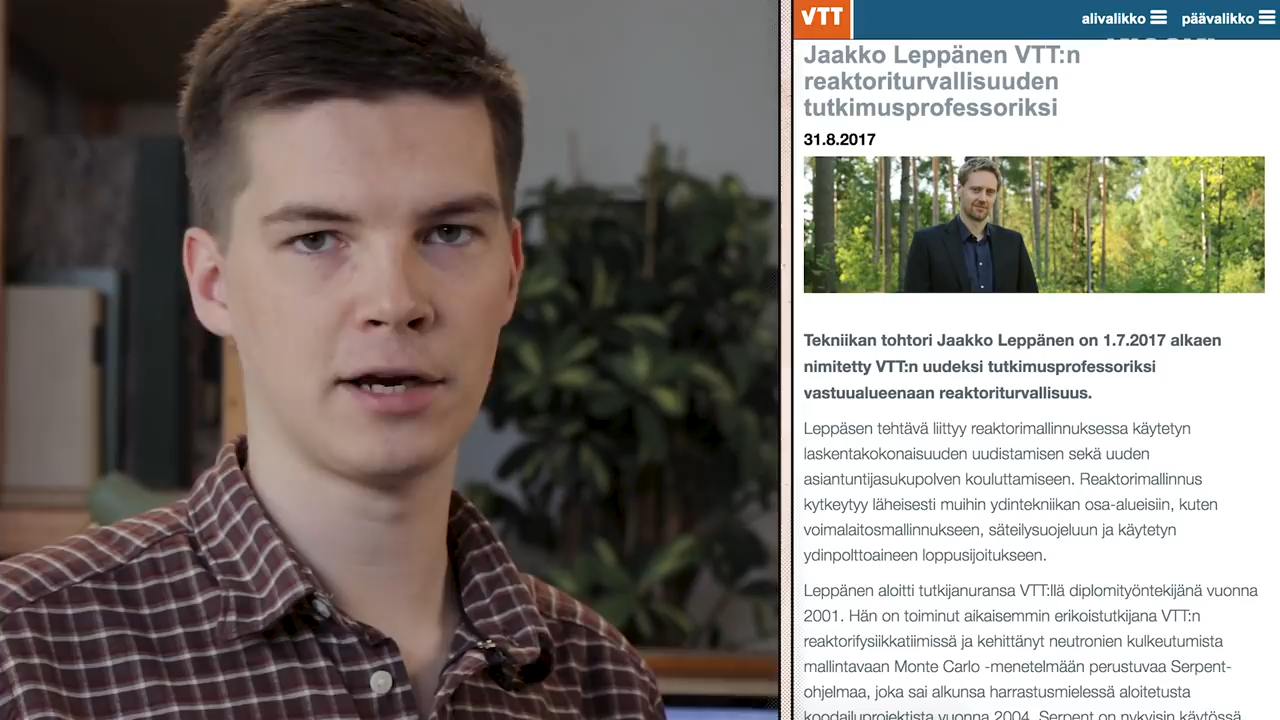 VTT
alivalikko
päävalikko
Jaakko Leppänen VTT:n
reaktoriturvallisuuden
tutkimusprofessoriksi
31.8.2017
Tekniikan tohtori Jaakko Leppänen on 1.7.2017 alkaen
nimitetty VTT:n uudeksi tutkimusprofessoriksi
vastuualueenaan reaktoriturvallisuus.
Leppäsen tehtävä liittyy reaktorimallinnuksessa käytetyn
laskentakokonaisuuden uudistamisen sekä uuden
asiantuntijasukupolven kouluttamiseen. Reaktorimallinnus
kytkeytyy läheisesti muihin ydintekniikan osa-alueisiin, kuten
voimalaitosmallinnukseen, säteilysuojeluun ja käytetyn
ydinpolttoaineen loppusijoitukseen.
Leppänen aloitti tutkijanuransa VTT:llä diplomityöntekijänä vuonna
2001. Hän on toiminut aikaisemmin erikoistutkijana VTT:n
reaktorifysiikkatiimissä ja kehittänyt neutronien kulkeutumista
mallintavaan Monte Carlo -menetelmään perustuvaa Serpent-
ohjelmaa, joka sai alkunsa harrastusmielessä aloitetusta
koodailuprojektista vuonna 2004. Serpent on nykyisin käytössä